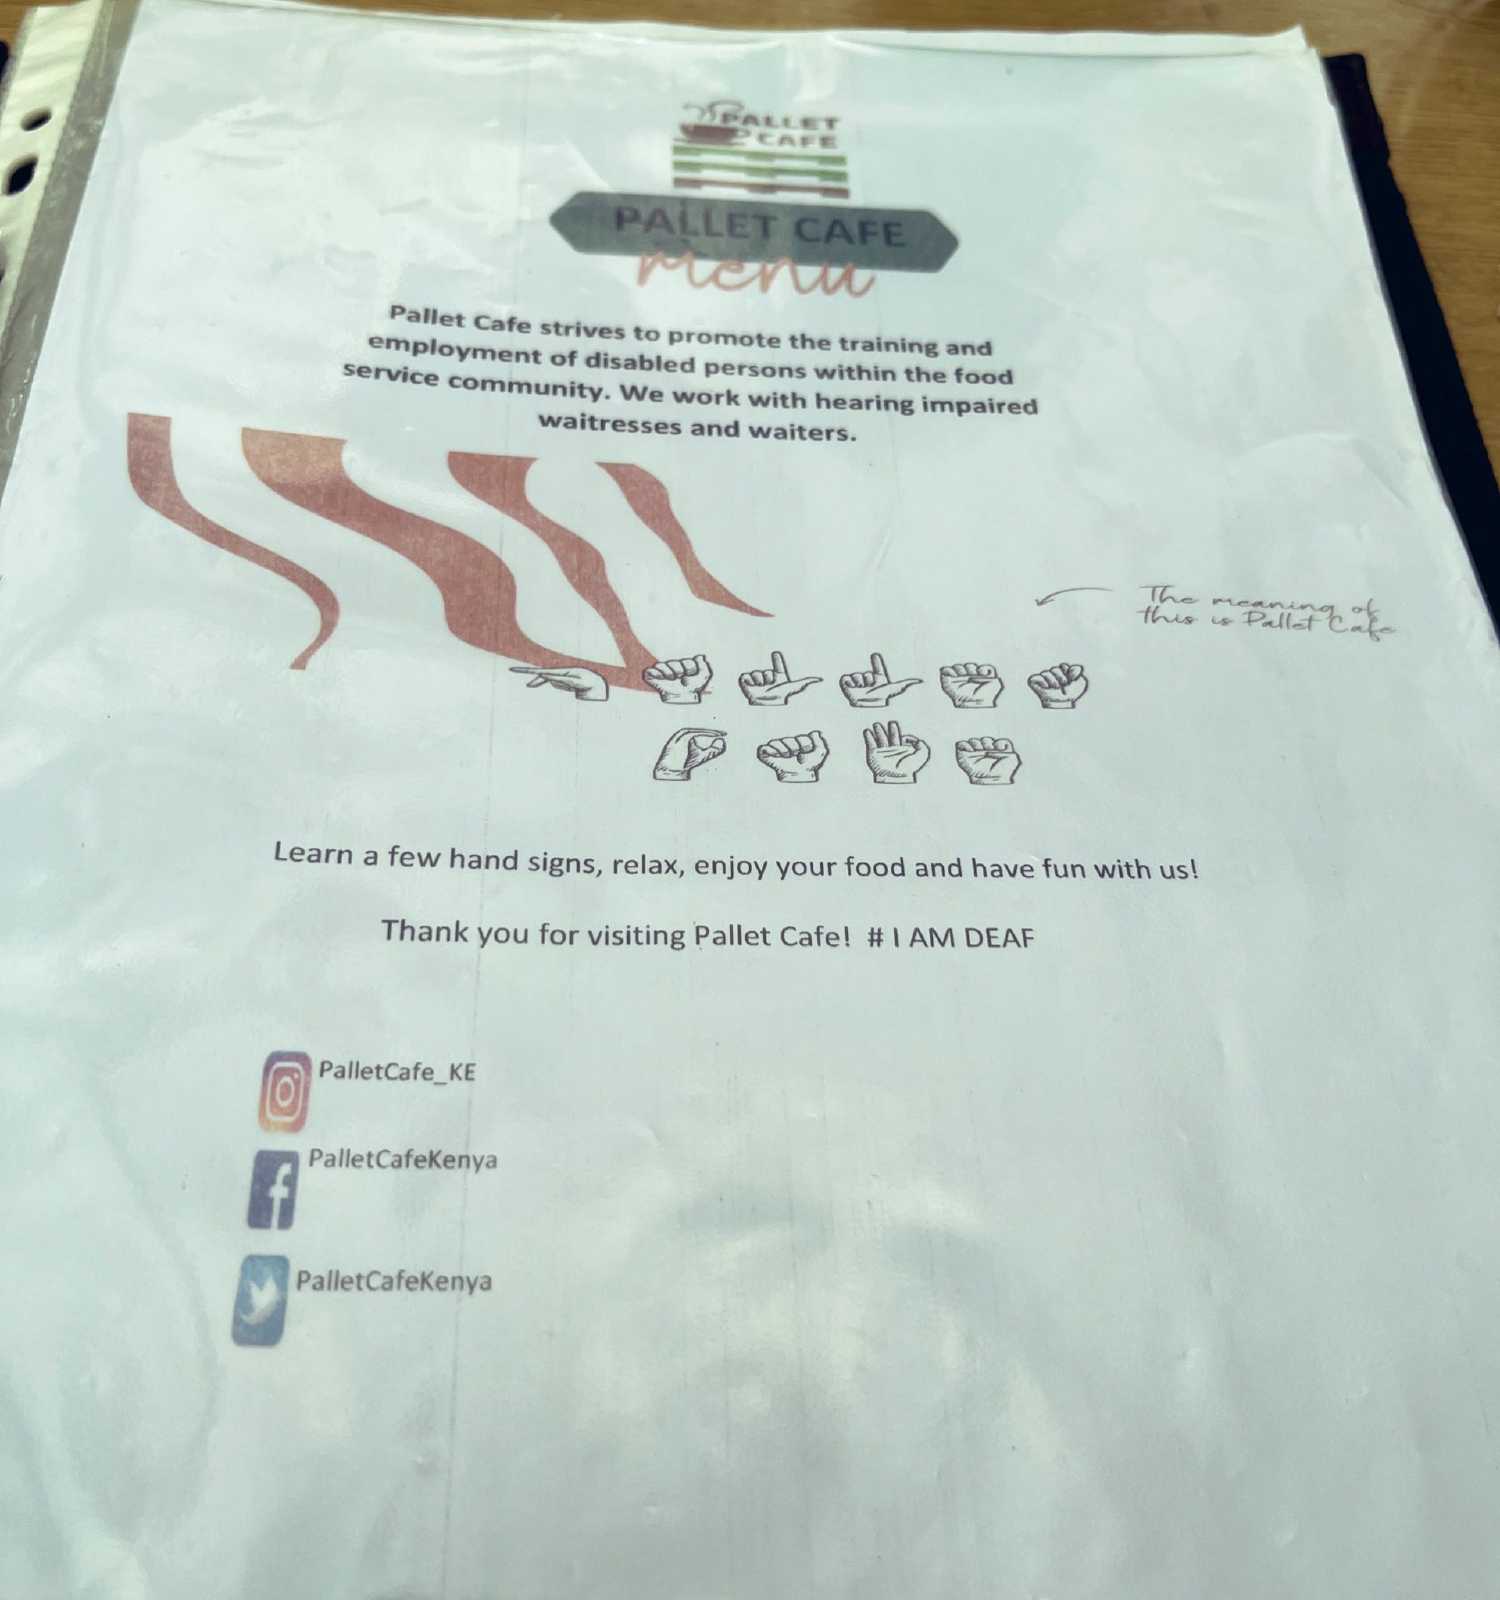 PALLET
CAFE
PALLET CAFE
menu
Pallet Cafe strives to promote the training and
employment of disabled persons within the food
service community. We work with hearing impaired
waitresses and waiters.
The meaning of
this is Pallet Cafe
Learn a few hand signs, relax, enjoy your food and have fun with us!
Thank you for visiting Pallet Cafe! # I AM DEAF
PalletCafe_KE
PalletCafeKenya
PalletCafeKenya